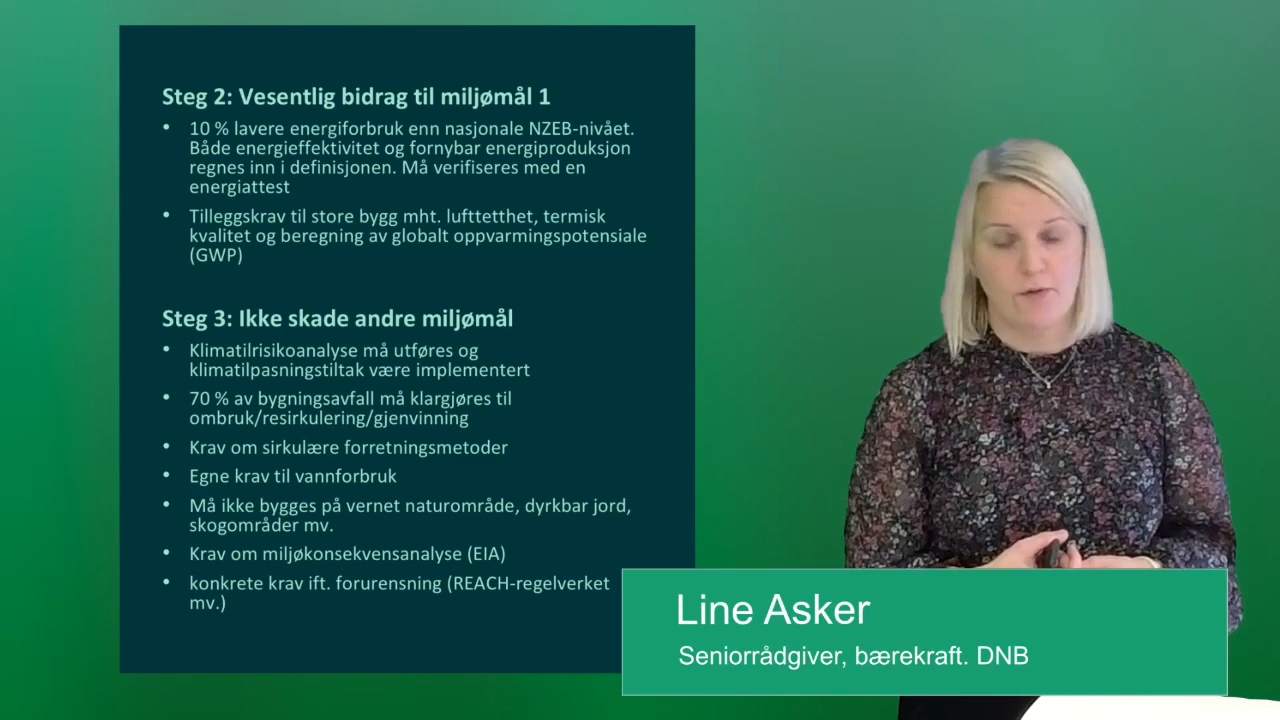 Steg 2: Vesentlig bidrag til miljømål 1
• 10 % lavere energiforbruk enn nasjonale NZEB-nivået.
Både energieffektivitet og fornybar energiproduksjon
regnes inn i definisjonen. Må verifiseres med en
energiattest
• Tilleggskrav til store bygg mht. lufttetthet, termisk
kvalitet og beregning av globalt oppvarmingspotensiale
(GWP)
Steg 3: Ikke skade andre miljømål
• Klimatilrisikoanalyse må utføres og
klimatilpasningstiltak være implementert
• 70 % av bygningsavfall må klargjøres til
ombruk/resirkulering/gjenvinning
• Krav om sirkulære forretningsmetoder
• Egne krav til vannforbruk
• Må ikke bygges på vernet naturområde, dyrkbar jord,
skogområder mv.
• Krav om miljøkonsekvensanalyse (EIA)
• konkrete krav ift. forurensning (REACH-regelverket
mv.)
Line Asker
Seniorrådgiver, bærekraft. DNB